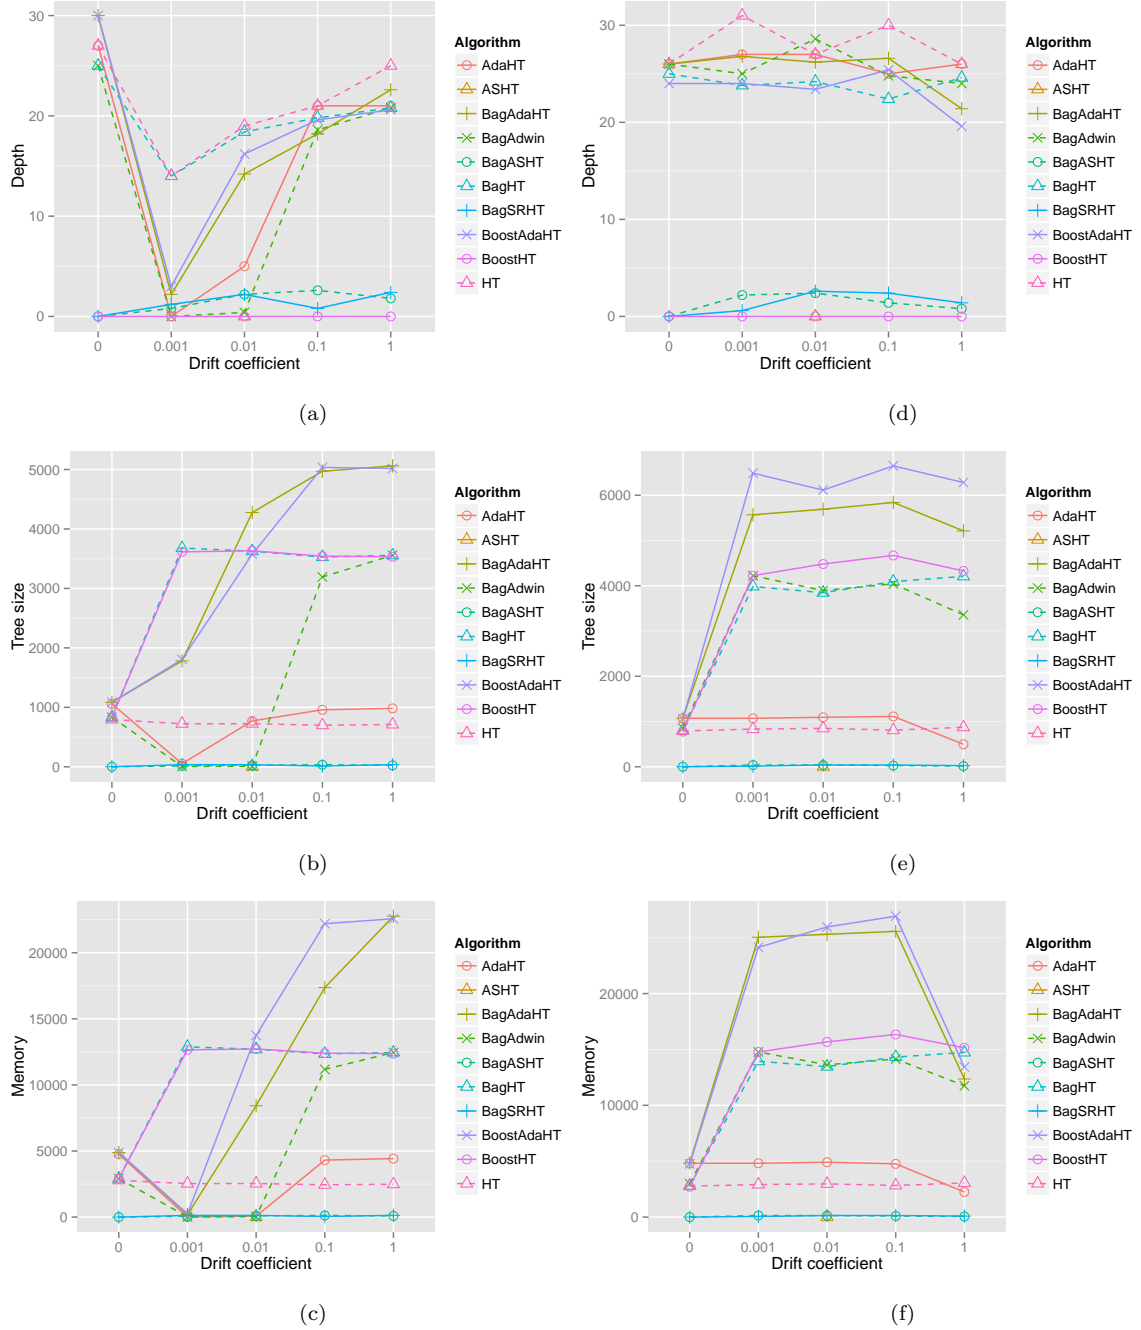 30
20
10
0
Depth
0
0.001
0.01
0.1
1
Drift coefficient
Algorithm
AdaHT
ASHT
BagAdaHT
BagAdwin
BagASHT
BagHT
BagSRHT
BoostAdaHT
BoostHT
HT
(a)
30
20
10
0
Depth
0
0.001
0.01
0.1
1
Drift coefficient
Algorithm
AdaHT
ASHT
BagAdaHT
BagAdwin
BagASHT
BagHT
BagSRHT
BoostAdaHT
BoostHT
HT
(d)
5000
4000
3000
2000
1000
0
Tree size
0
0.001
0.01
0.1
1
Drift coefficient
Algorithm
AdaHT
ASHT
BagAdaHT
BagAdwin
BagASHT
BagHT
BagSRHT
BoostAdaHT
BoostHT
HT
(b)
6000
4000
2000
0
Tree size
0
0.001
0.01
0.1
1
Drift coefficient
Algorithm
AdaHT
ASHT
BagAdaHT
BagAdwin
BagASHT
BagHT
BagSRHT
BoostAdaHT
BoostHT
HT
(e)
20000
15000
10000
5000
0
Memory
0
0.001
0.01
0.1
1
Drift coefficient
Algorithm
AdaHT
ASHT
BagAdaHT
BagAdwin
BagASHT
BagHT
BagSRHT
BoostAdaHT
BoostHT
HT
(c)
20000
10000
0
Memory
0
0.001
0.01
0.1
1
Drift coefficient
Algorithm
AdaHT
ASHT
BagAdaHT
BagAdwin
BagASHT
BagHT
BagSRHT
BoostAdaHT
BoostHT
HT
(f)